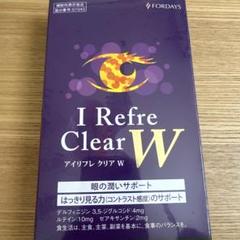 FORDAYS
機能性表示食品
I Refre
Clear W
アイリフレ クリア W
眼の潤いサポート
はっきり見る力(コントラスト感度)のサポート
デルフィニジン 3,5-ジグルコシド 4mg
ルテイン 10mg ゼアキサンチン 2mg
食生活は、主食、主菜、副菜を基本に、食事のバランスを。